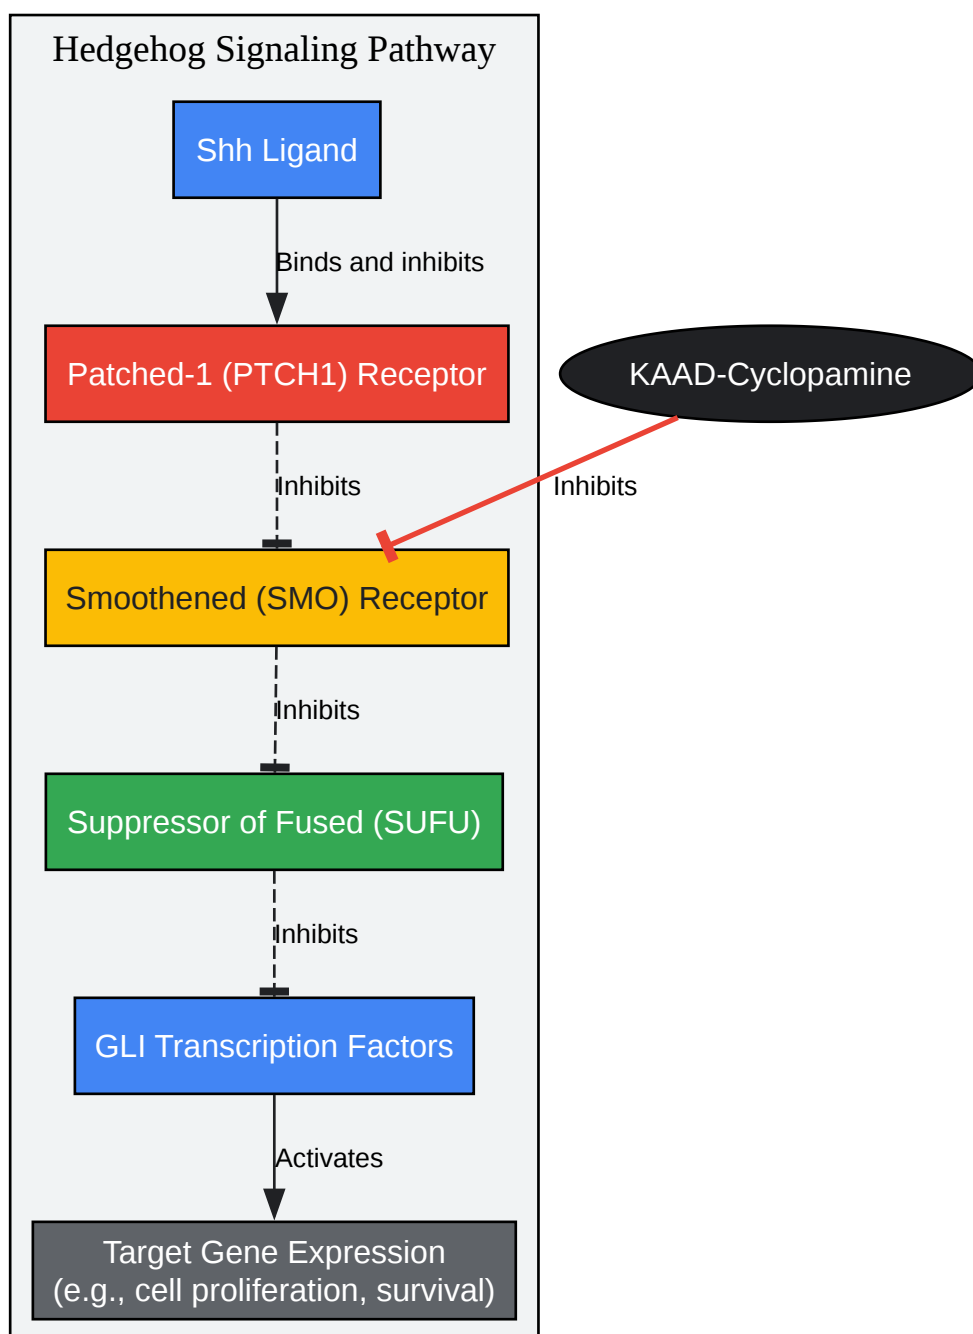 Hedgehog Signaling Pathway
Shh Ligand
Binds and inhibits
Patched-1 (PTCH1) Receptor
KAAD-Cyclopamine
Inhibits
Inhibits
Smoothened (SMO) Receptor
Inhibits
Suppressor of Fused (SUFU)
Inhibits
GLI Transcription Factors
Activates
Target Gene Expression
(e.g., cell proliferation, survival)